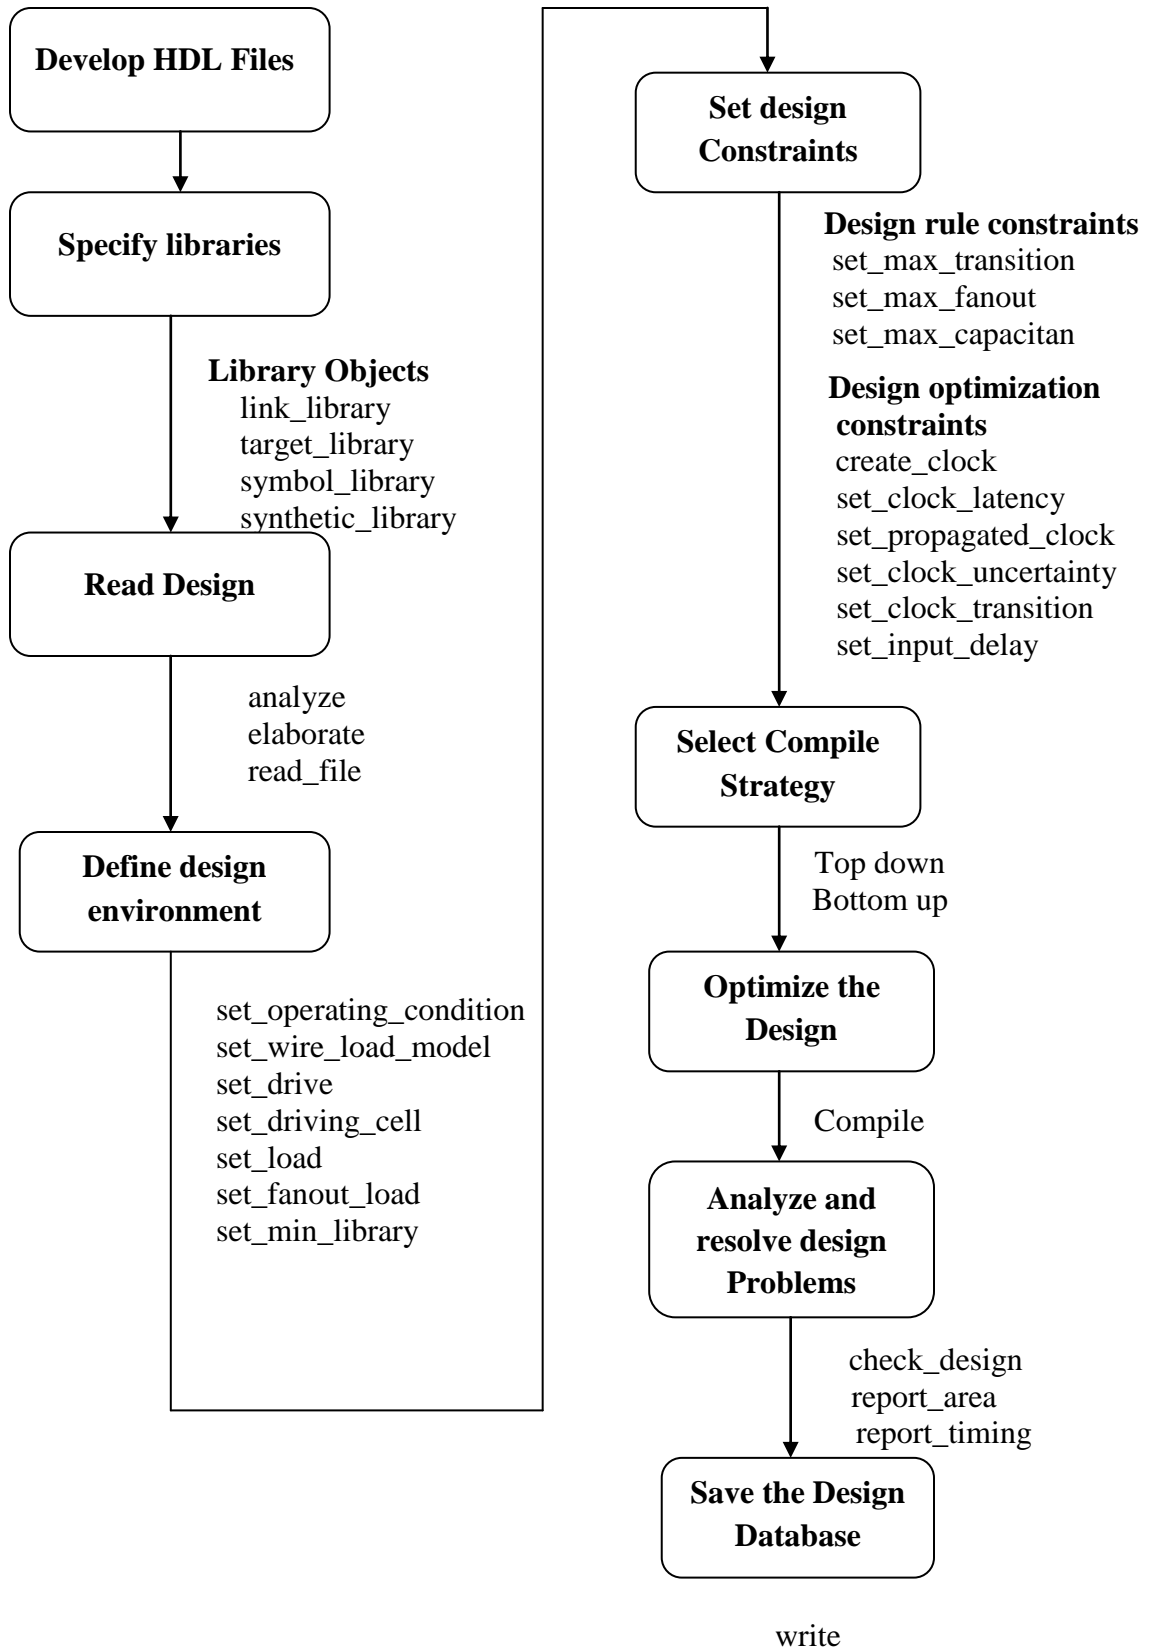 Develop HDL Files
Specify libraries
Library Objects
link_library
target_library
symbol_library
synthetic_library
Read Design
analyze
elaborate
read_file
Define design
environment
set_operating_condition
set_wire_load_model
set_drive
set_driving_cell
set_load
set_fanout_load
set_min_library
Set design
Constraints
Design rule constraints
set_max_transition
set_max_fanout
set_max_capacitan
Design optimization
constraints
create_clock
set_clock_latency
set_propagated_clock
set_clock_uncertainty
set_clock_transition
set_input_delay
Select Compile
Strategy
Top down
Bottom up
Optimize the
Design
Compile
Analyze and
resolve design
Problems
check_design
report_area
report_timing
Save the Design
Database
write